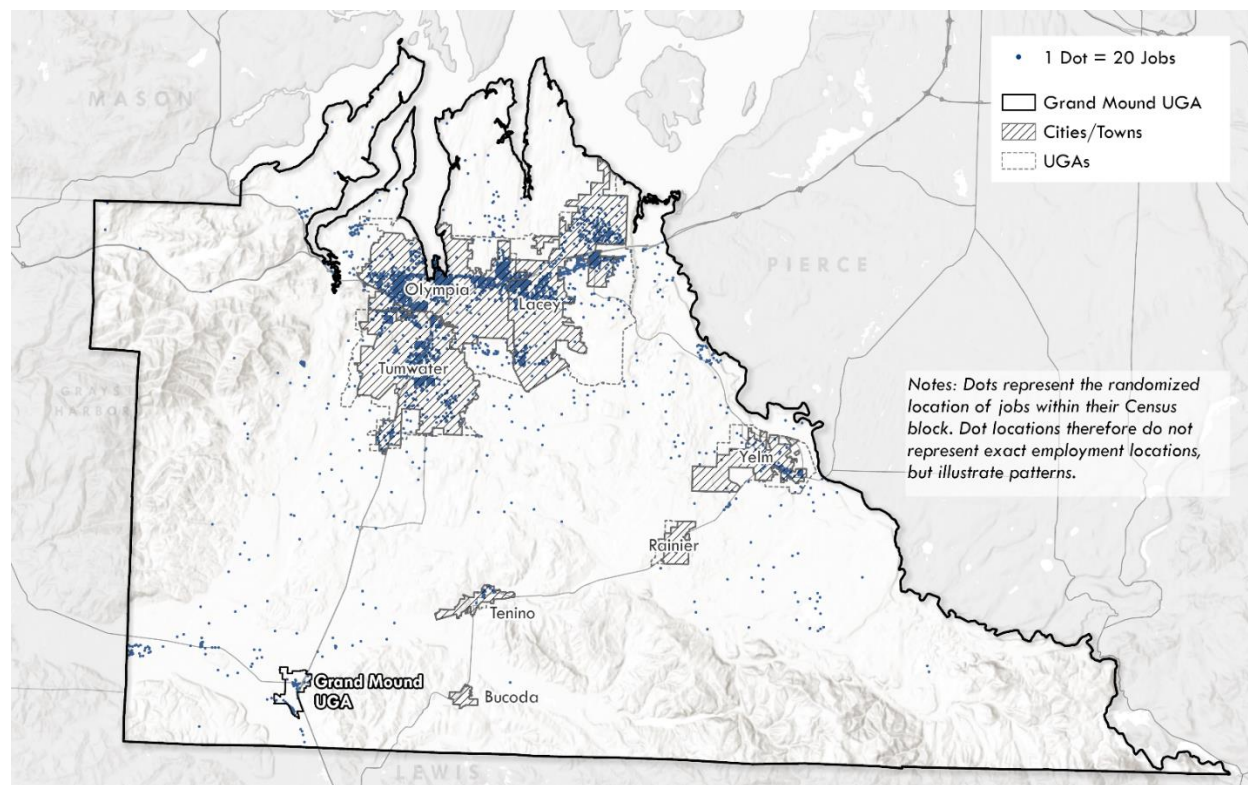 1 Dot = 20 Jobs
Grand Mound UGA
Cities/Towns
UGAs
MASON
PIERCE
Olympia
Lacey
Tumwater
GRAYS
HARBOR
Notes: Dots represent the randomized
location of jobs within their Census
block. Dot locations therefore do not
represent exact employment locations,
but illustrate patterns.
Yelm
Rainier
Tenino
Grand Mound
UGA
Bucoda
LEWIS